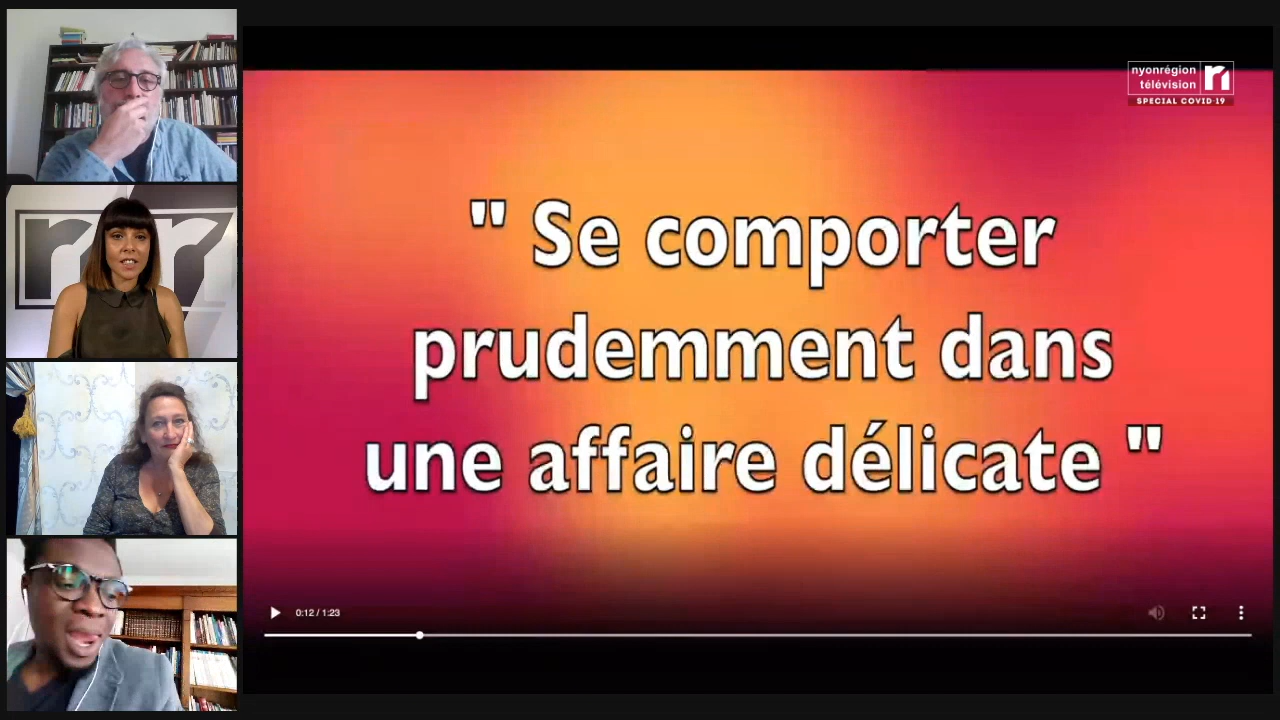 nyonrégion
télévision
SPECIAL COVID-19
" Se comporter
prudemment dans
une affaire délicate "
0:12 / 1:23